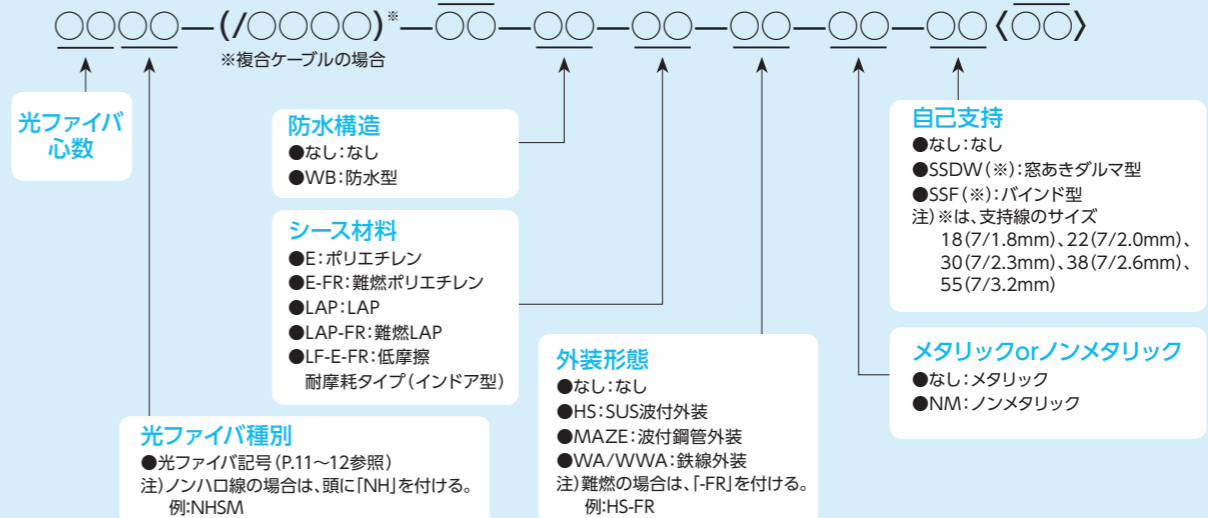 ○○○○—(/○○○○)※—○○—○○—○○—○○—○○—○○〈○○〉
※複合ケーブルの場合
光ファイバ
心数
防水構造
●なし:なし
●WB:防水型
シース材料
●E:ポリエチレン
●E-FR:難燃ポリエチレン
●LAP:LAP
●LAP-FR:難燃LAP
●LF-E-FR:低摩擦
耐摩耗タイプ(インドア型)
光ファイバ種別
●光ファイバ記号(P.11〜12参照)
注)ノンハロ線の場合は、頭に「NH」を付ける。
例:NHSM
外装形態
●なし:なし
●HS:SUS波付外装
●MAZE:波付鋼管外装
●WA/WWA:鉄線外装
注)難燃の場合は、「-FR」を付ける。
例:HS-FR
自己支持
●なし:なし
●SSDW(※):窓あきダルマ型
●SSF(※):バインド型
注)※は、支持線のサイズ
18(7/1.8mm)、22(7/2.0mm)、
30(7/2.3mm)、38(7/2.6mm)、
55(7/3.2mm)
メタリックorノンメタリック
●なし:メタリック
●NM:ノンメタリック